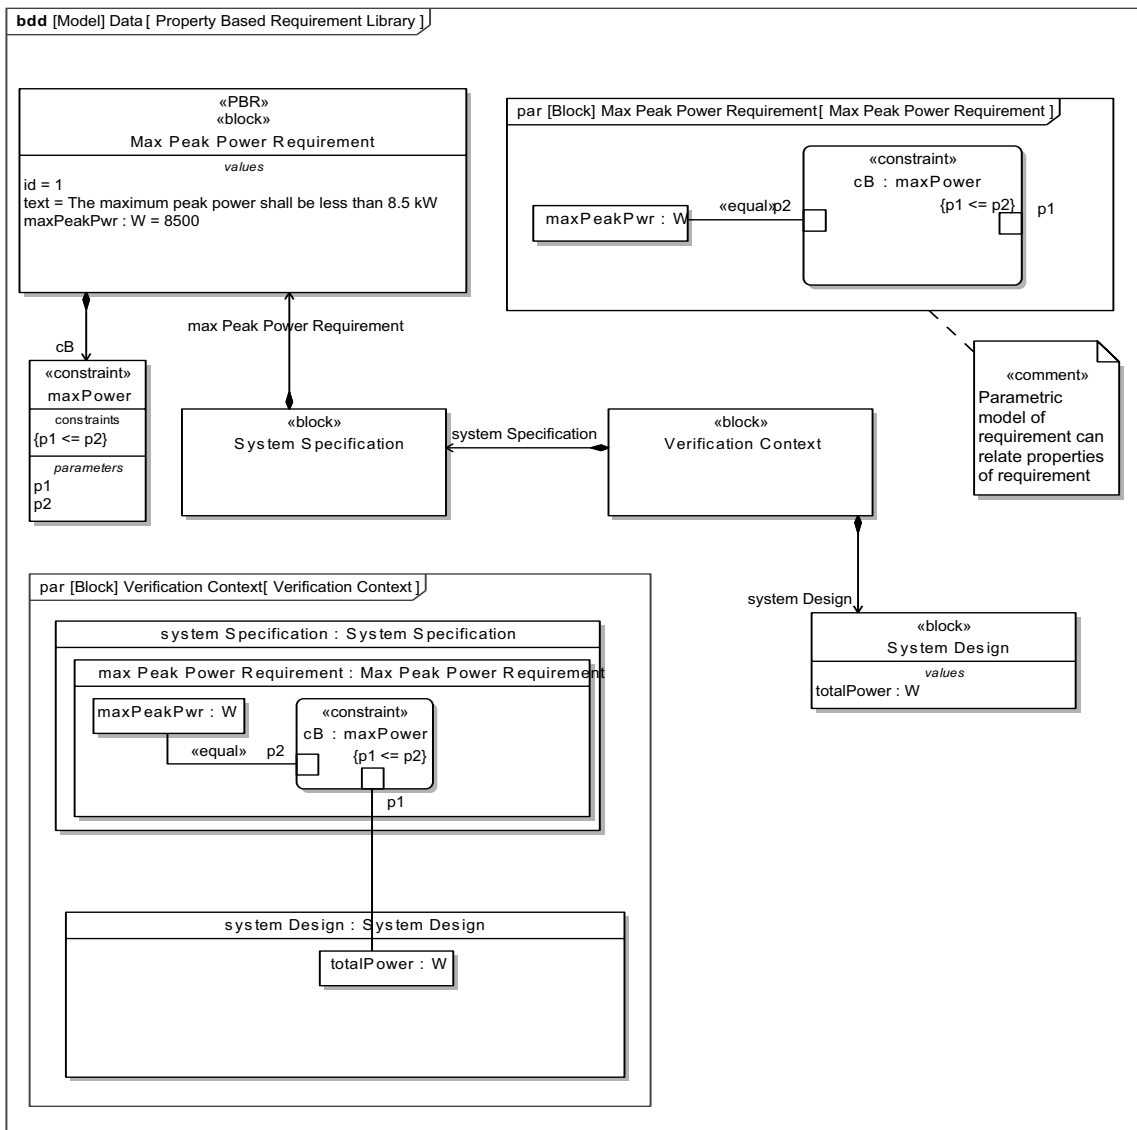 bdd [Model] Data [ Property Based Requirement Library ]
«PBR»
«block»
Max Peak Power Requirement
values
id = 1
text = The maximum peak power shall be less than 8.5 kW
maxPeakPwr : W = 8500
par [Block] Max Peak Power Requirement[ Max Peak Power Requirement ]
«constraint»
cB : maxPower
{p1 <= p2}
maxPeakPwr : W
«equal»
p2
p1
max Peak Power Requirement
cB
«constraint»
maxPower
constraints
{p1 <= p2}
parameters
p1
p2
«block»
System Specification
system Specification
«block»
Verification Context
«comment»
Parametric
model of
requirement can
relate properties
of requirement
system Design
«block»
System Design
values
totalPower : W
par [Block] Verification Context[ Verification Context ]
system Specification : System Specification
max Peak Power Requirement : Max Peak Power Requirement
maxPeakPwr : W
«constraint»
cB : maxPower
{p1 <= p2}
«equal»
p2
p1
system Design : System Design
totalPower : W